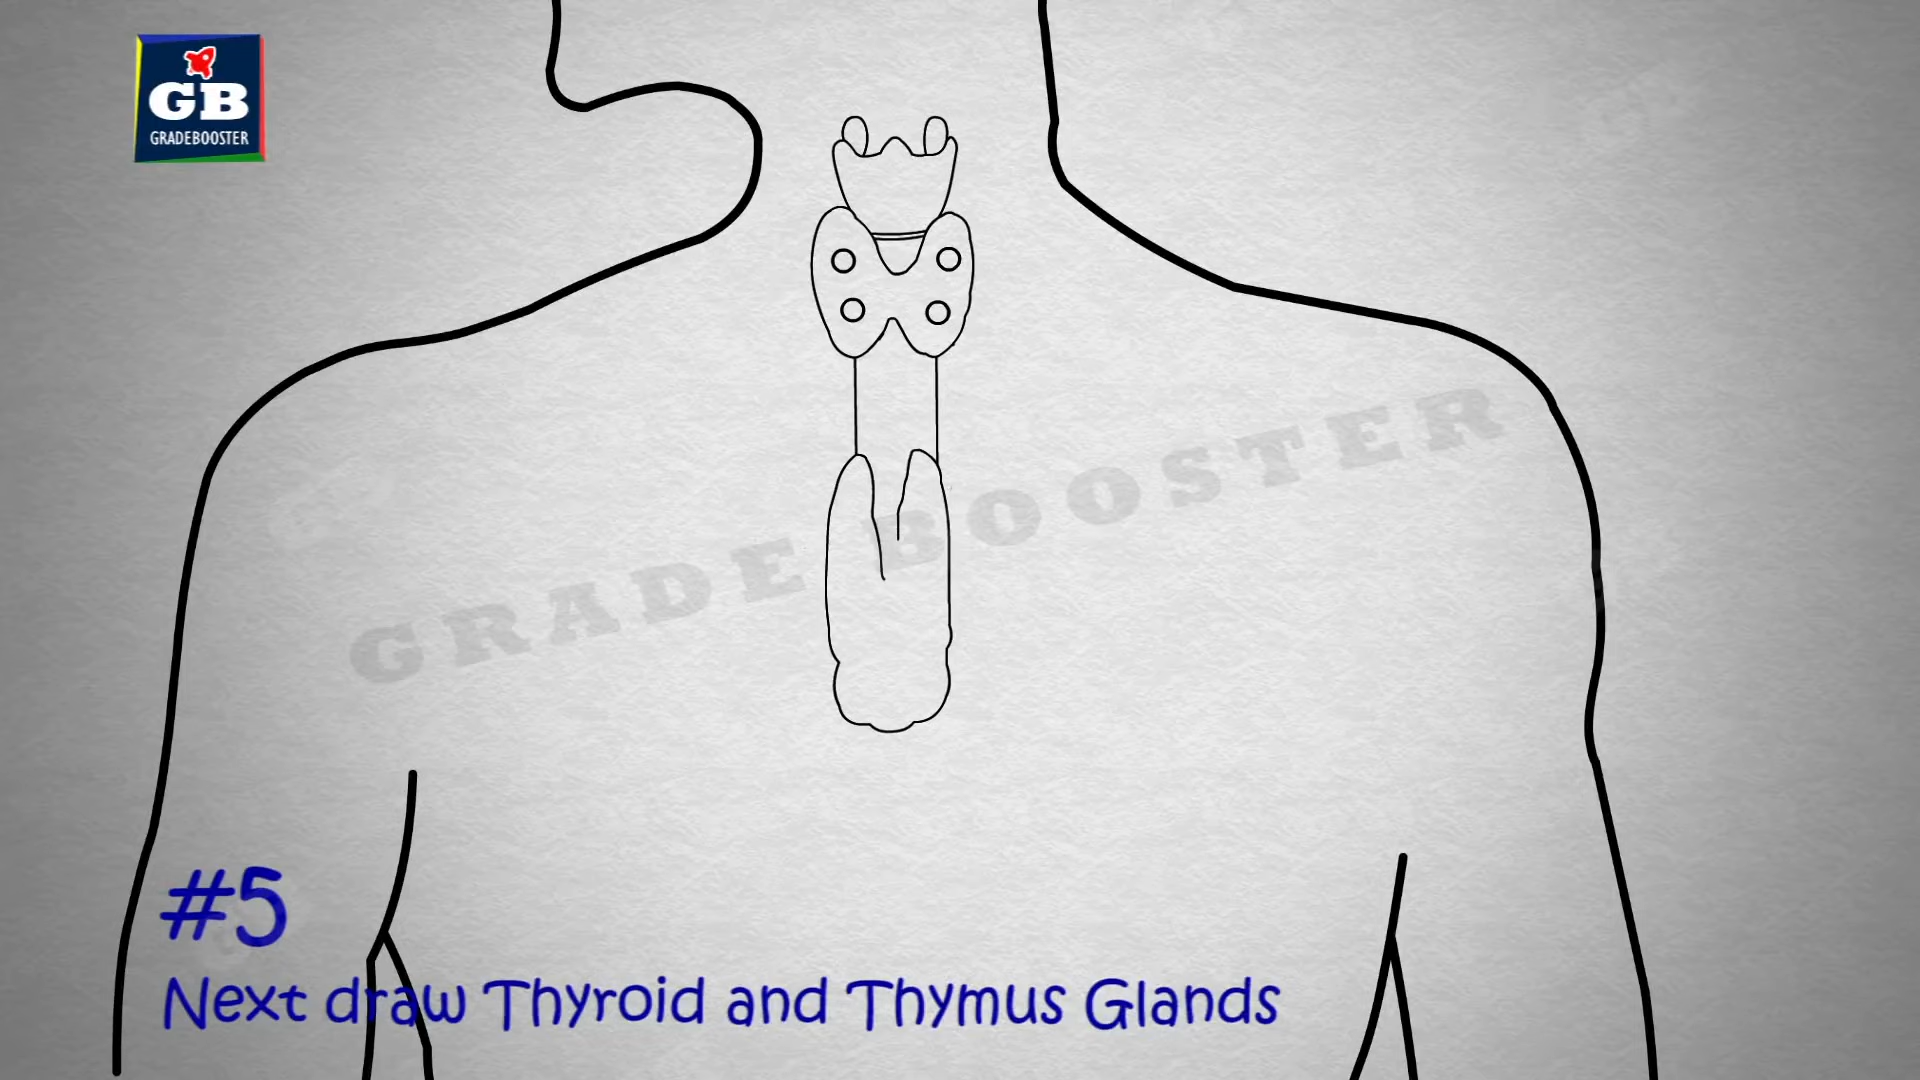 GB
GRADEBOOSTER
GRADE BOOSTER
#5
Next draw Thyroid and Thymus Glands